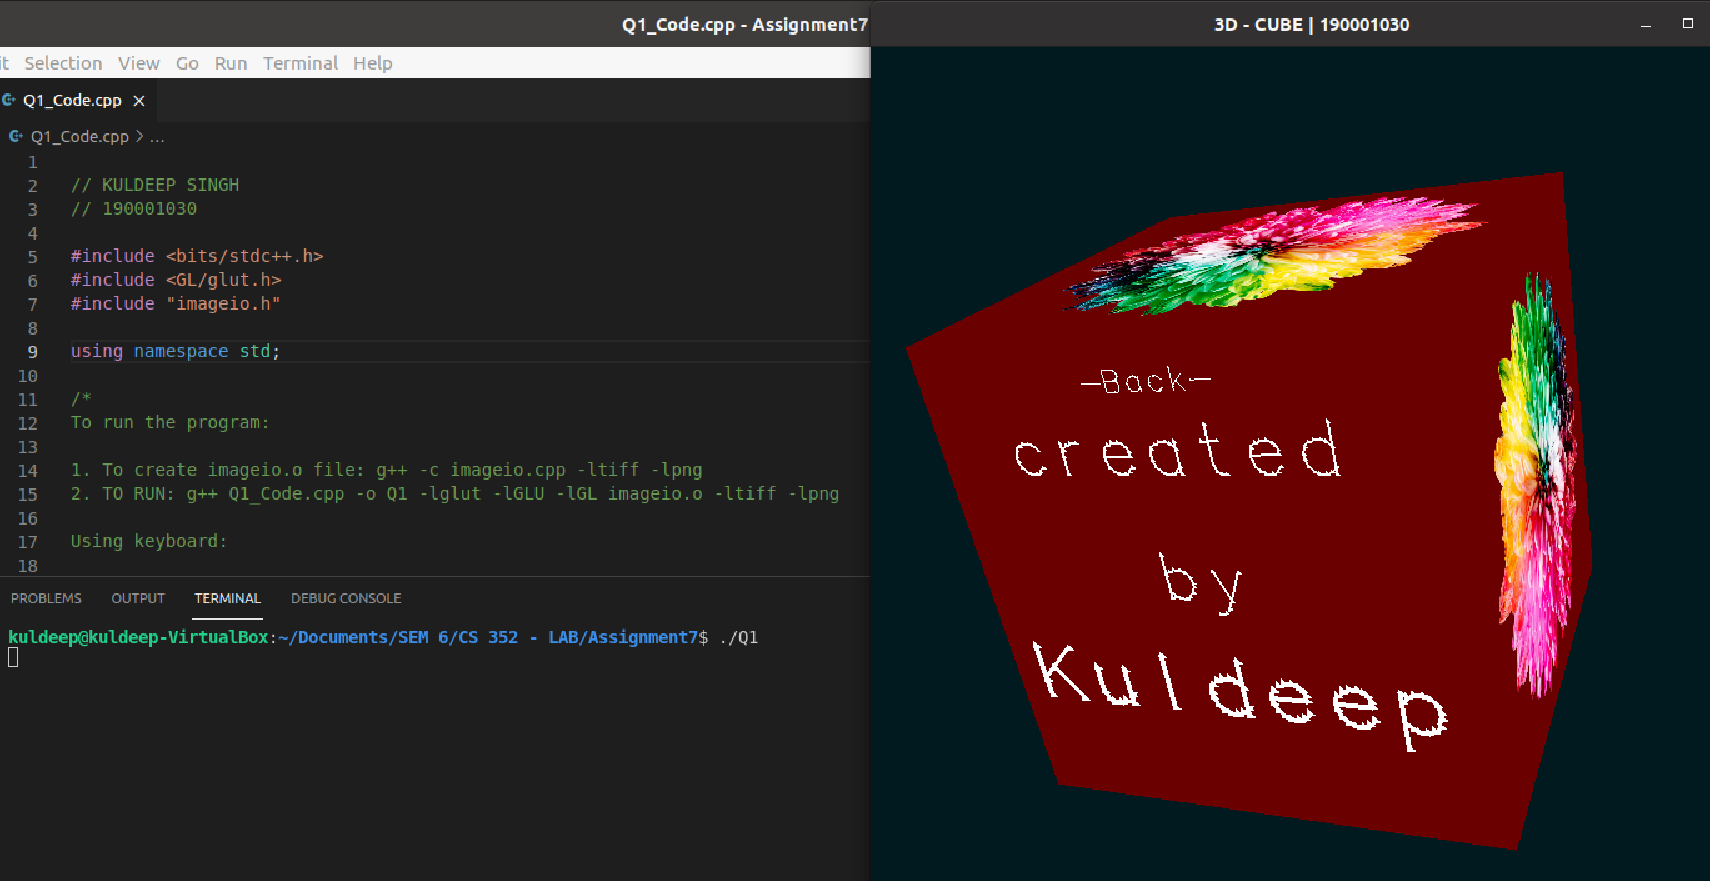 Q1_Code.cpp - Assignment7
it Selection View Go Run Terminal Help
Q1_Code.cpp ×
Q1_Code.cpp > ...
1
2 // KULDEEP SINGH
3 // 190001030
4
5 #include <bits/stdc++.h>
6 #include <GL/glut.h>
7 #include "imageio.h"
8
9 using namespace std;
10
11 /*
12 To run the program:
13
14 1. To create imageio.o file: g++ -c imageio.cpp -ltiff -lpng
15 2. TO RUN: g++ Q1_Code.cpp -o Q1 -lglut -lGLU -lGL imageio.o -ltiff -lpng
16
17 Using keyboard:
18
PROBLEMS OUTPUT TERMINAL DEBUG CONSOLE
kuldeep@kuldeep-VirtualBox:~/Documents/SEM 6/CS 352 - LAB/Assignment7$ ./Q1
3D - CUBE | 190001030
—Back—
created
by
Kuldeep